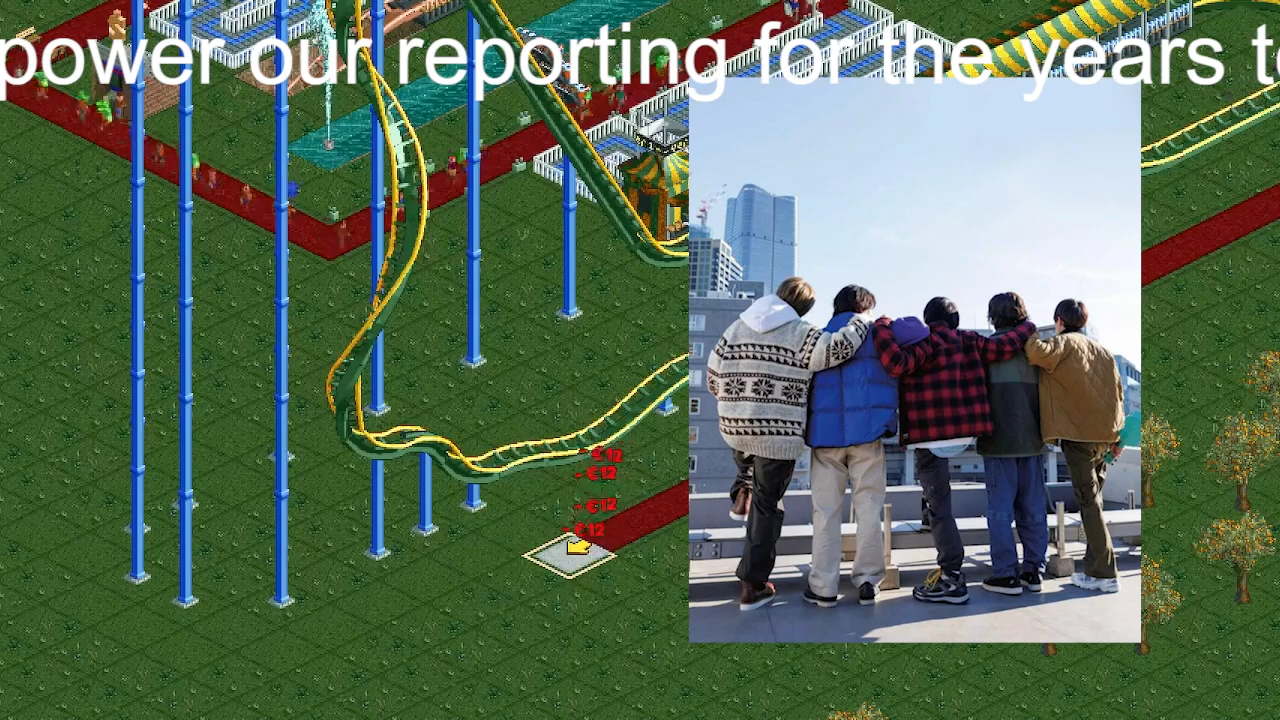 power our reporting for the years t
- €12
- €12
- €12
- €12